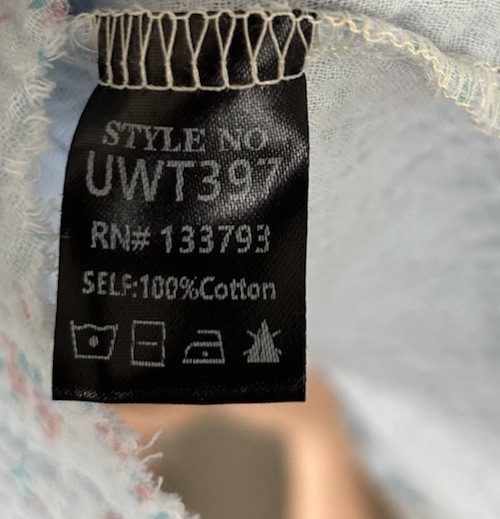 STYLE NO
UWT397
RN# 133793
SELF:100%Cotton